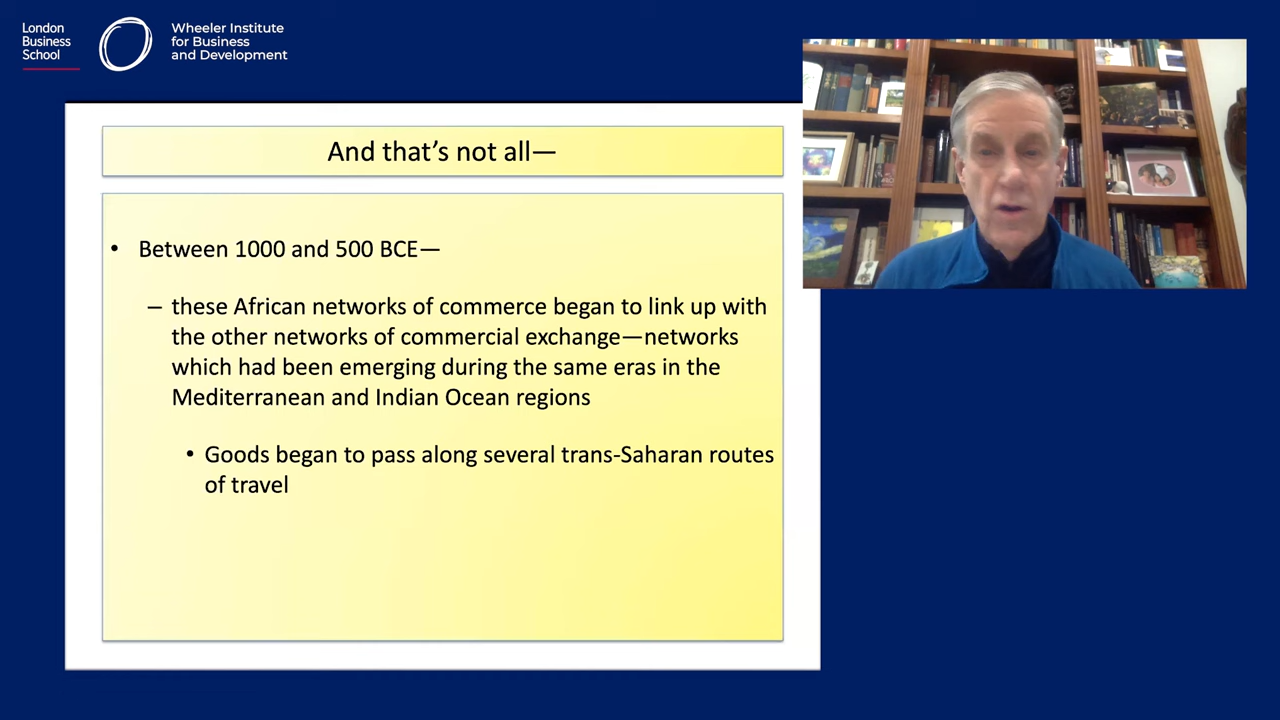 London
Business
School
Wheeler Institute
for Business
and Development
And that’s not all—
• Between 1000 and 500 BCE—
– these African networks of commerce began to link up with
the other networks of commercial exchange—networks
which had been emerging during the same eras in the
Mediterranean and Indian Ocean regions
• Goods began to pass along several trans-Saharan routes
of travel